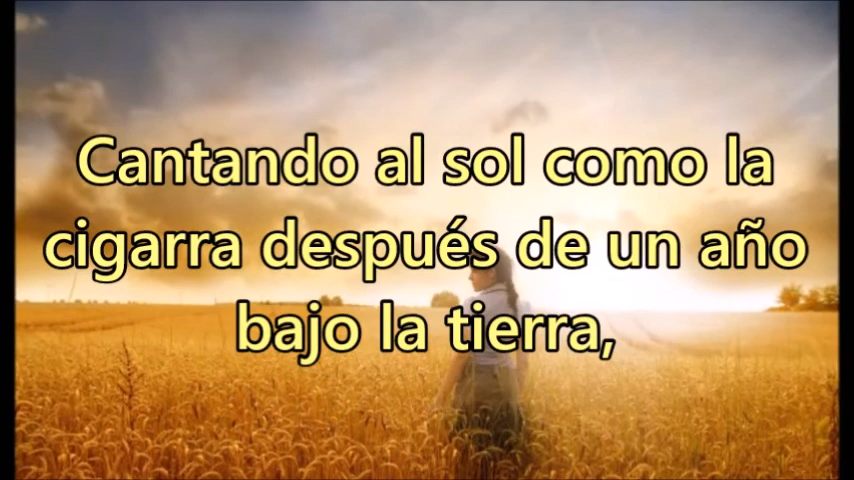 Cantando al sol como la
cigarra después de un año
bajo la tierra,